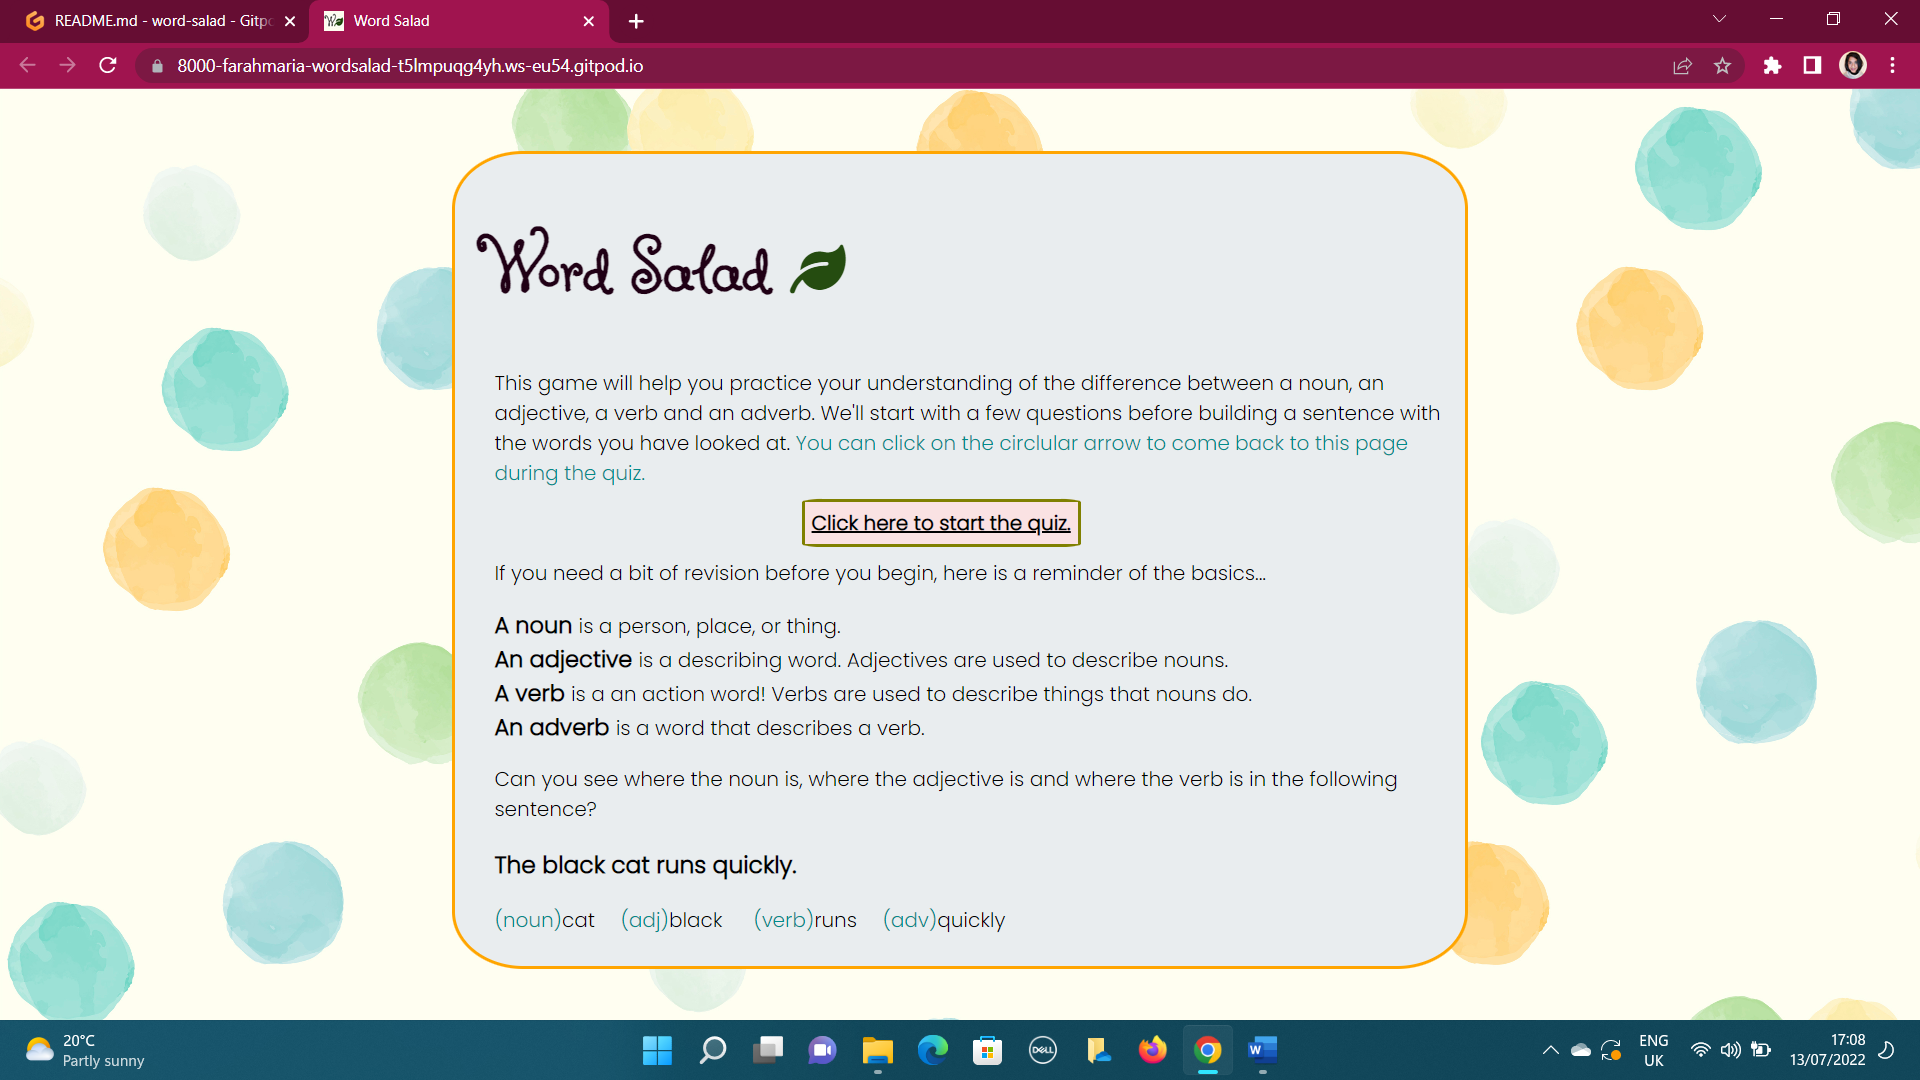 README.md - word-salad - Gitp
Word Salad
8000-farahmaria-wordsalad-t5lmpuqg4yh.ws-eu54.gitpod.io
Word Salad
This game will help you practice your understanding of the difference between a noun, an
adjective, a verb and an adverb. We'll start with a few questions before building a sentence with
the words you have looked at. You can click on the circlular arrow to come back to this page
during the quiz.
Click here to start the quiz.
If you need a bit of revision before you begin, here is a reminder of the basics...
A noun is a person, place, or thing.
An adjective is a describing word. Adjectives are used to describe nouns.
A verb is a an action word! Verbs are used to describe things that nouns do.
An adverb is a word that describes a verb.
Can you see where the noun is, where the adjective is and where the verb is in the following
sentence?
The black cat runs quickly.
(noun)cat (adj)black (verb)runs (adv)quickly
20°C
Partly sunny
DELL
W
ENG
UK
17:08
13/07/2022